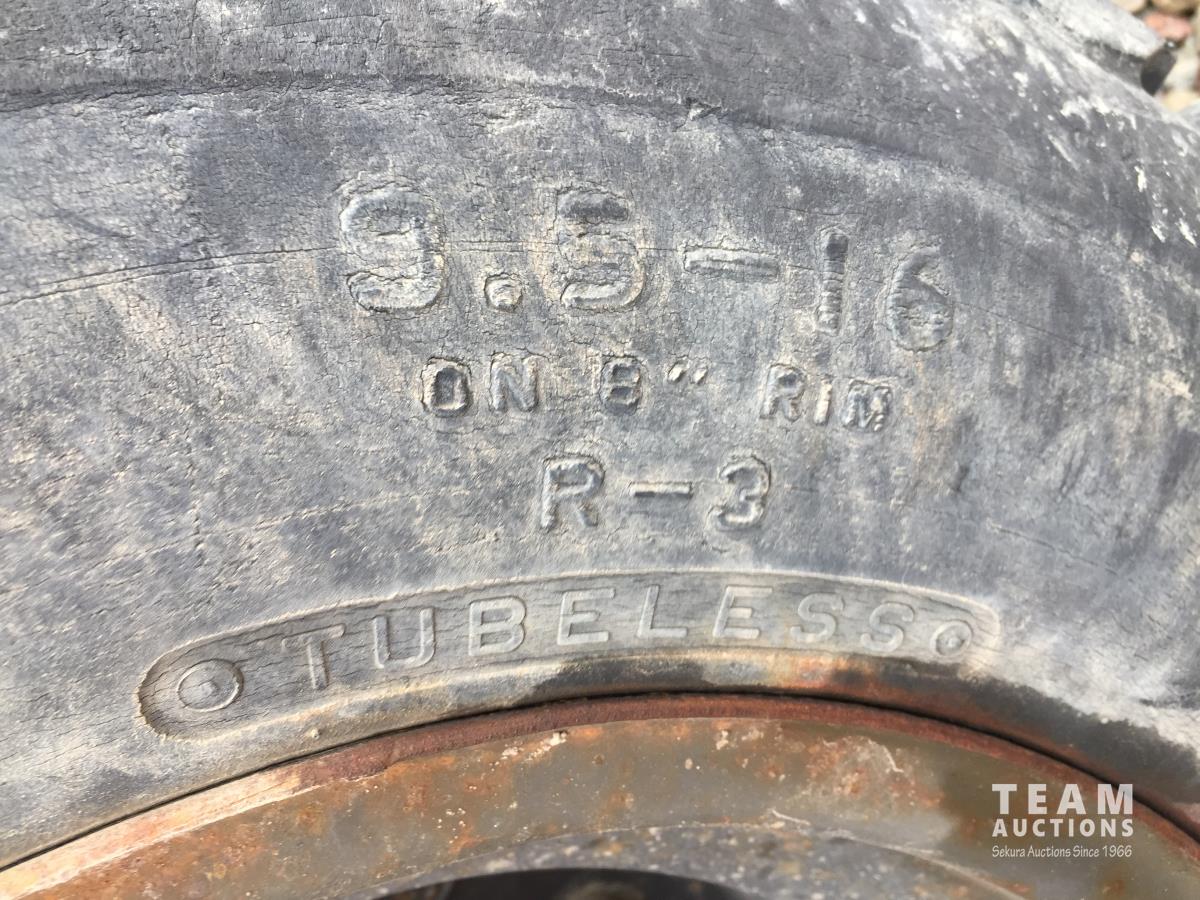 9.5-16
ON 8" RIM
R-3
TUBELESS
TEAM
AUCTIONS
Sekura Auctions Since 1966